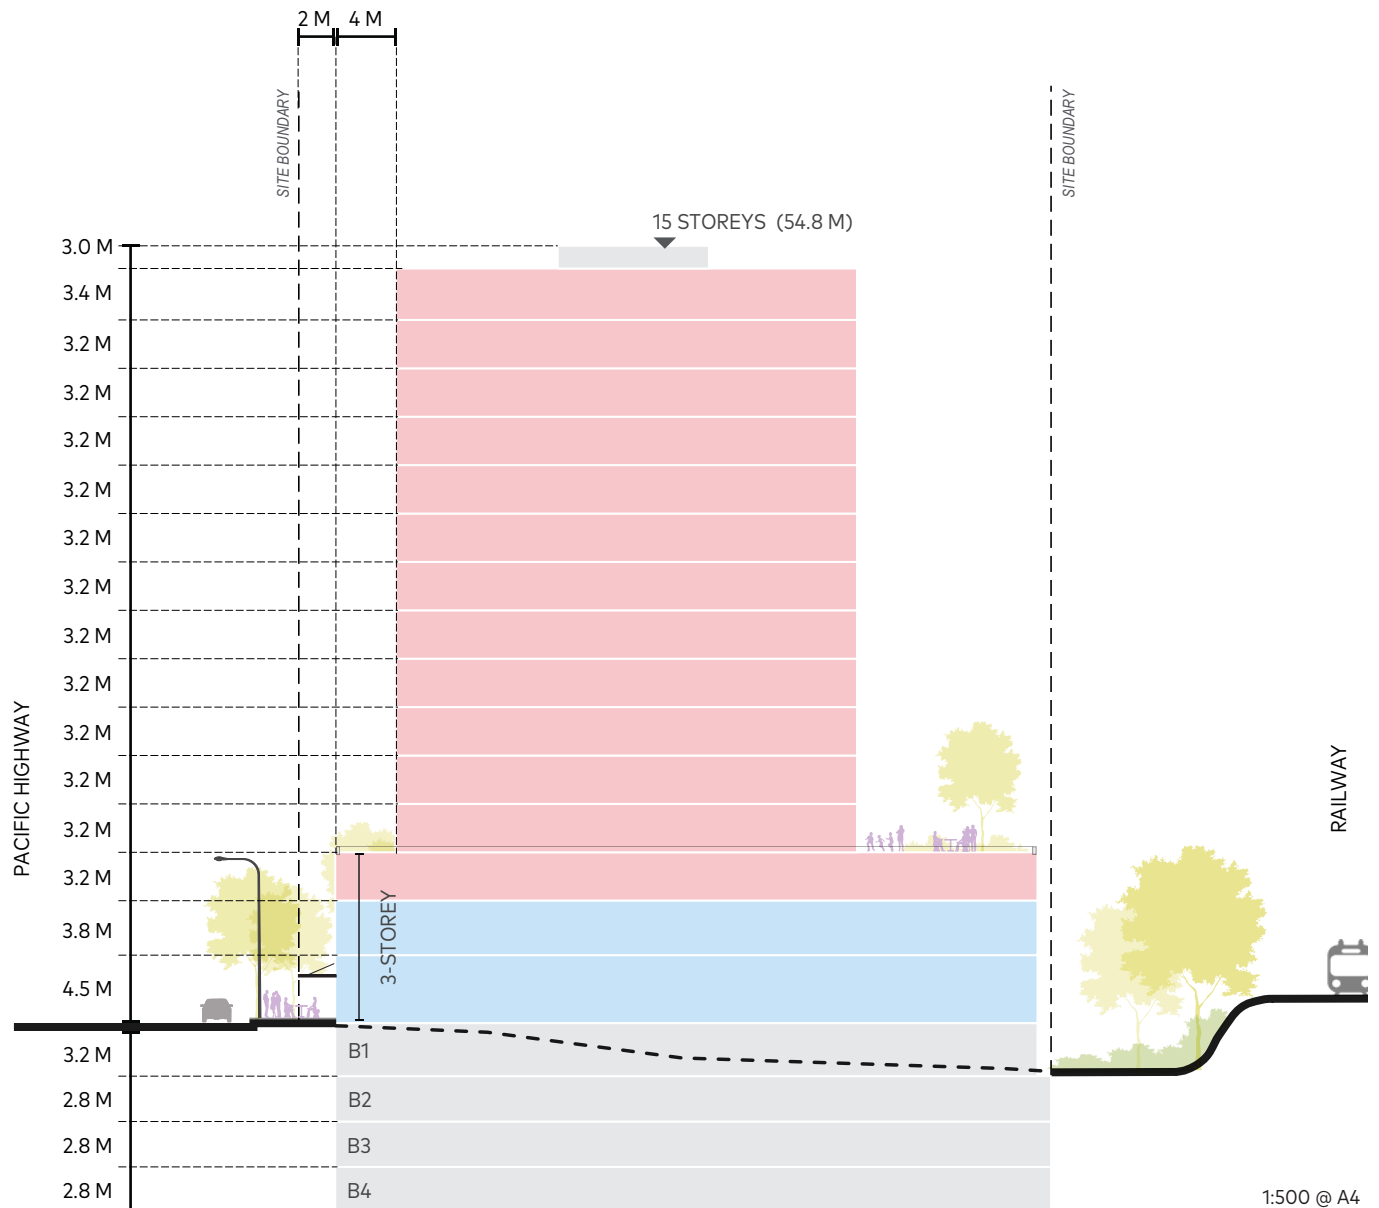 2 M 4 M
SITE BOUNDARY
SITE BOUNDARY
15 STOREYS (54.8 M)
3.0 M
3.4 M
3.2 M
3.2 M
3.2 M
3.2 M
3.2 M
3.2 M
3.2 M
3.2 M
3.2 M
3.2 M
3.2 M
PACIFIC HIGHWAY
RAILWAY
3.2 M
3.8 M
3-STOREY
4.5 M
3.2 M B1
2.8 M B2
2.8 M B3
2.8 M B4
1:500 @ A4